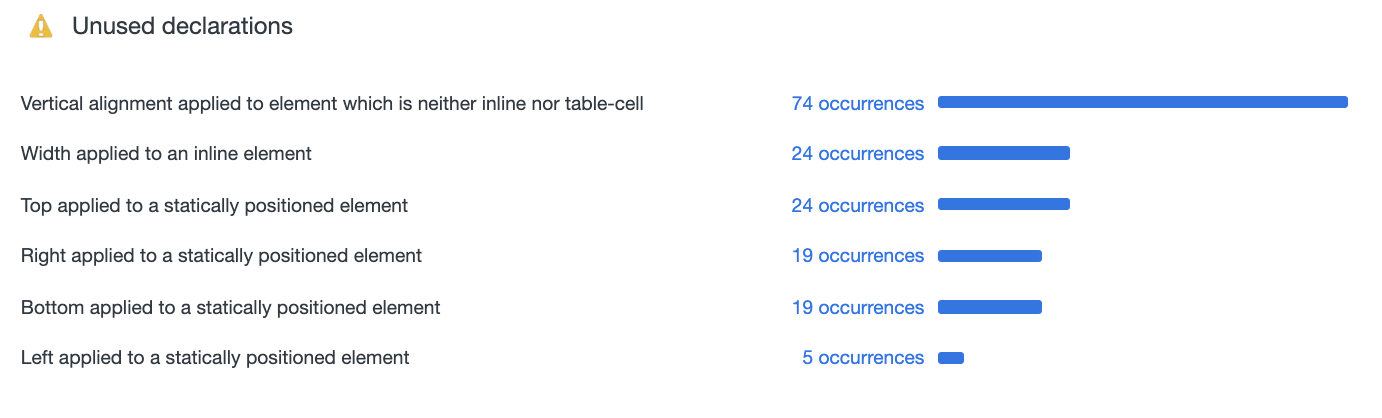 Unused declarations
Vertical alignment applied to element which is neither inline nor table-cell 74 occurrences
Width applied to an inline element 24 occurrences
Top applied to a statically positioned element 24 occurrences
Right applied to a statically positioned element 19 occurrences
Bottom applied to a statically positioned element 19 occurrences
Left applied to a statically positioned element 5 occurrences